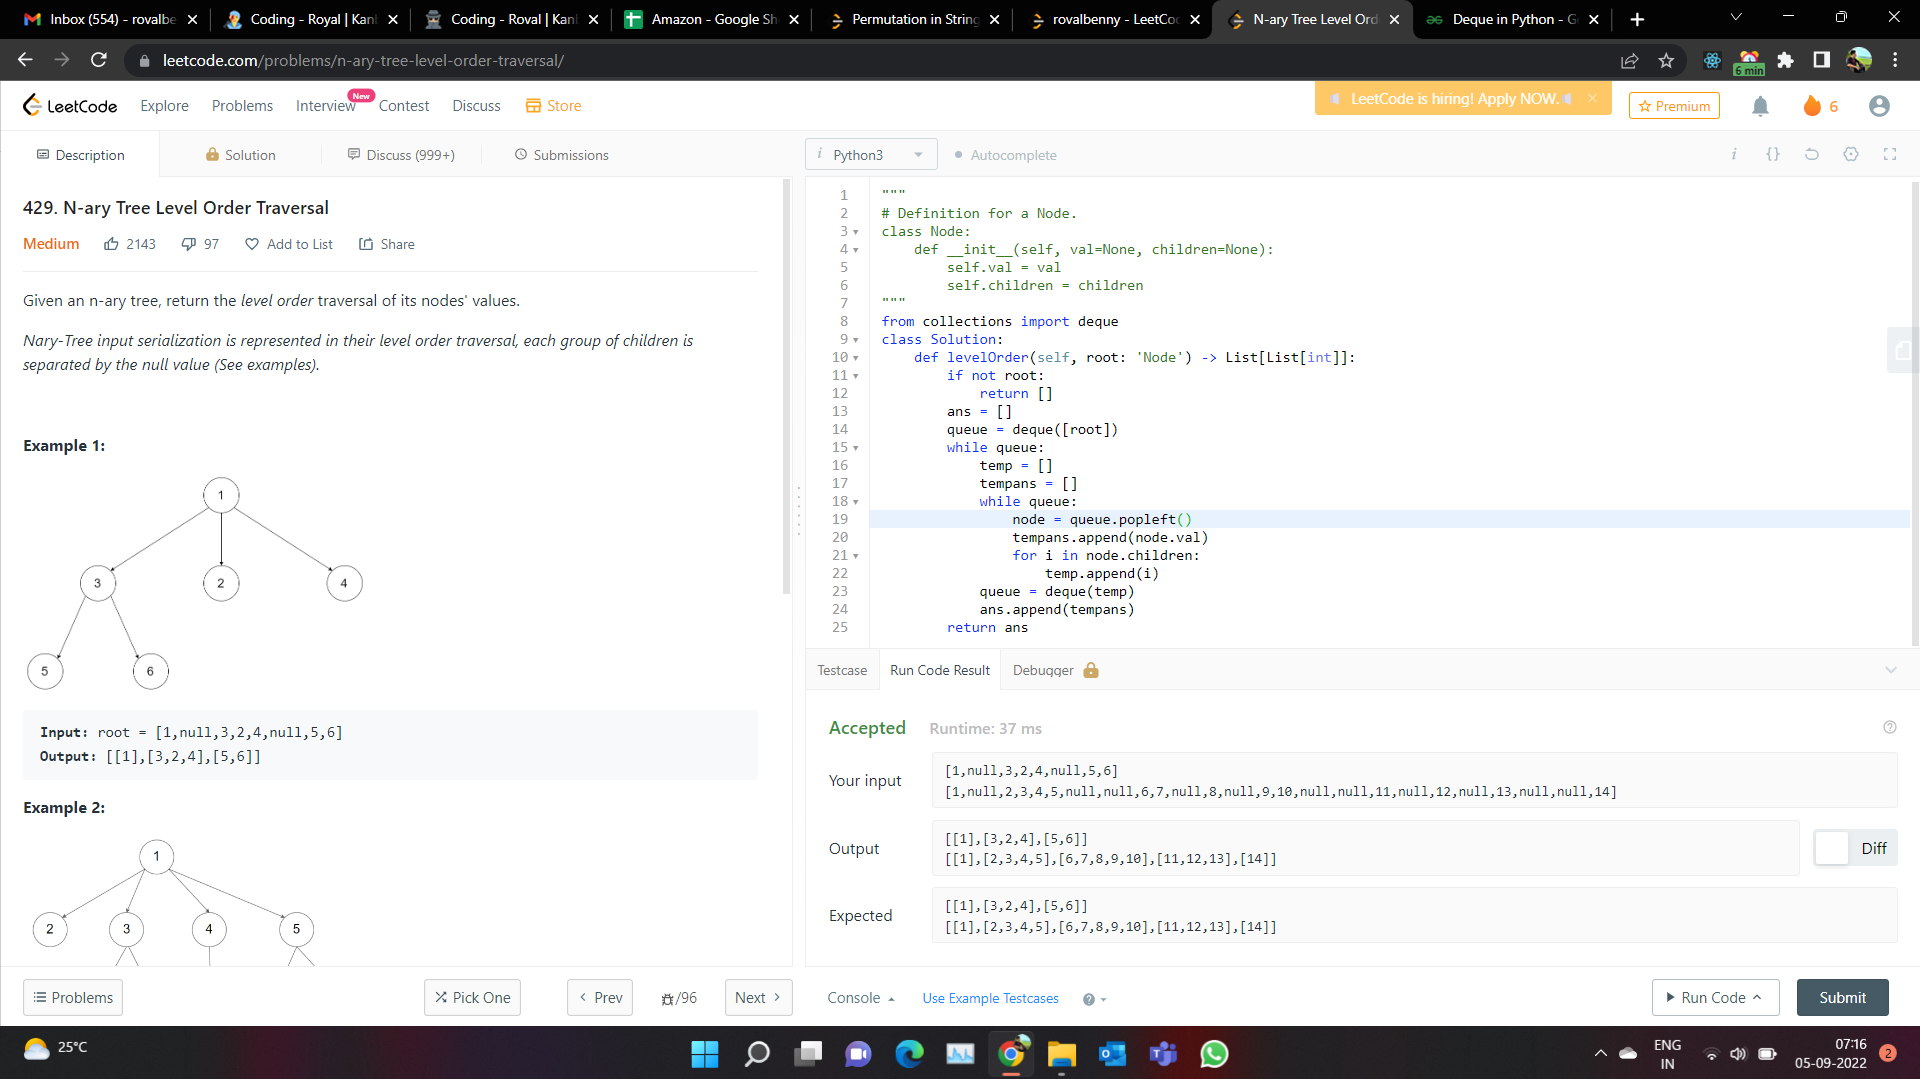 Inbox (554) - rovalbe
Coding - Royal | Kanl
Coding - Roval | Kanl
Amazon - Google Sh
Permutation in String
rovalbenny - LeetCo
N-ary Tree Level Ord
Deque in Python - G
leetcode.com/problems/n-ary-tree-level-order-traversal/
6 min
LeetCode
Explore
Problems
Interview
New
Contest
Discuss
Store
LeetCode is hiring! Apply NOW.
Premium
6
Description
Solution
Discuss (999+)
Submissions
i Python3
Autocomplete
429. N-ary Tree Level Order Traversal
Medium
2143
97
Add to List
Share
Given an n-ary tree, return the level order traversal of its nodes' values.
Nary-Tree input serialization is represented in their level order traversal, each group of children is
separated by the null value (See examples).
Example 1:
1
3
2
4
5
6
Input: root = [1,null,3,2,4,null,5,6]
Output: [[1],[3,2,4],[5,6]]
Example 2:
1
2
3
4
5
1 """
2 # Definition for a Node.
3 class Node:
4 def __init__(self, val=None, children=None):
5 self.val = val
6 self.children = children
7 """
8 from collections import deque
9 class Solution:
10 def levelOrder(self, root: 'Node') -> List[List[int]]:
11 if not root:
12 return []
13 ans = []
14 queue = deque([root])
15 while queue:
16 temp = []
17 tempans = []
18 while queue:
19 node = queue.popleft()
20 tempans.append(node.val)
21 for i in node.children:
22 temp.append(i)
23 queue = deque(temp)
24 ans.append(tempans)
25 return ans
Testcase
Run Code Result
Debugger
Accepted
Runtime: 37 ms
Your input
[1,null,3,2,4,null,5,6]
[1,null,2,3,4,5,null,null,6,7,null,8,null,9,10,null,null,11,null,12,null,13,null,null,14]
Output
[[1],[3,2,4],[5,6]]
[[1],[2,3,4,5],[6,7,8,9,10],[11,12,13],[14]]
Diff
Expected
[[1],[3,2,4],[5,6]]
[[1],[2,3,4,5],[6,7,8,9,10],[11,12,13],[14]]
Problems
Pick One
Prev
/96
Next
Console
Use Example Testcases
Run Code
Submit
25°C
ENG
IN
07:16
05-09-2022
2